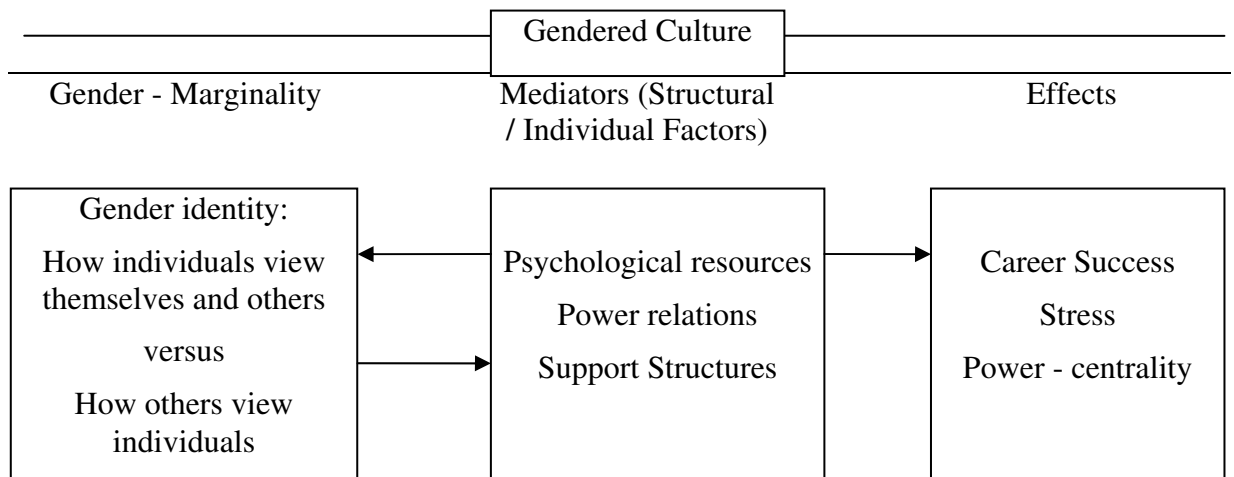 Gendered Culture
Gender - Marginality
Mediators (Structural
/ Individual Factors)
Effects
Gender identity:
How individuals view
themselves and others
versus
How others view
individuals
Psychological resources
Power relations
Support Structures
Career Success
Stress
Power - centrality